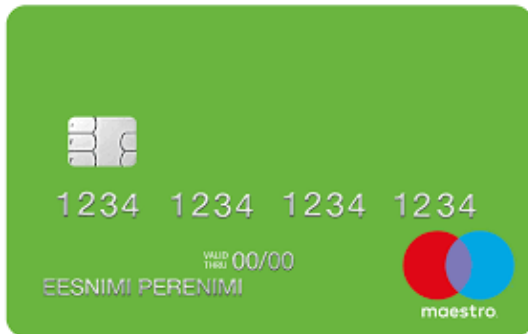 1234 1234 1234 1234
VALID THRU 00/00
EESNIMI PERENIMI
maestro.